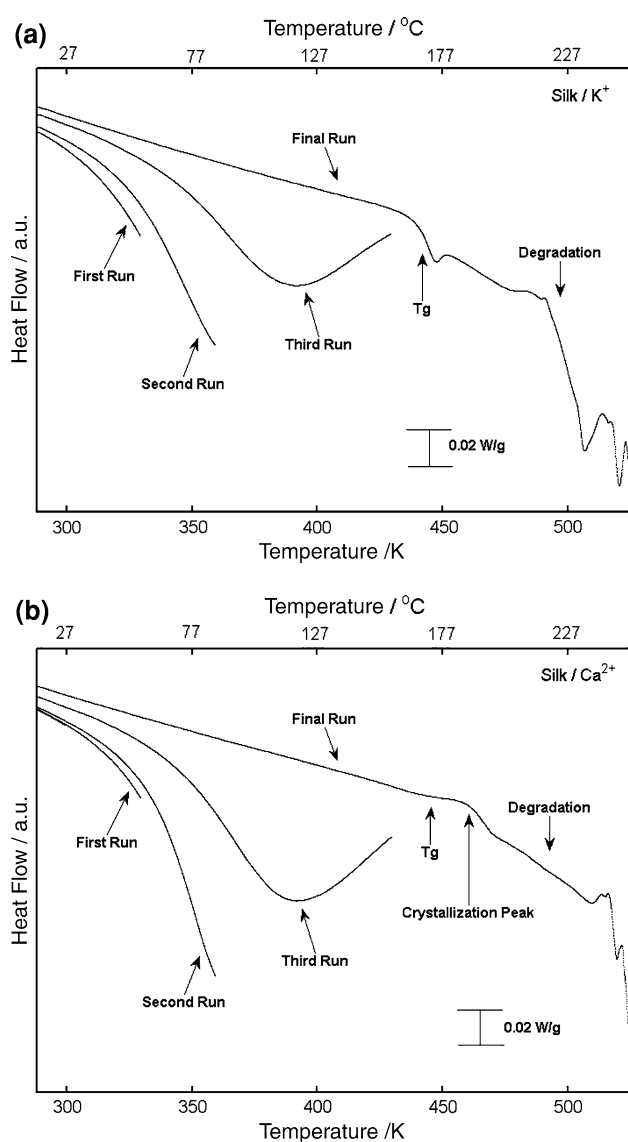 (a)
Temperature / °C
27 77 127 177 227
Silk / K⁺
Final Run
Degradation
First Run
Tg
Third Run
Second Run
0.02 W/g
Heat Flow / a.u.
300 350 400 450 500
Temperature /K
(b)
Temperature / °C
27 77 127 177 227
Silk / Ca²⁺
Final Run
Degradation
First Run
Tg
Crystallization Peak
Third Run
Second Run
0.02 W/g
Heat Flow / a.u.
300 350 400 450 500
Temperature /K